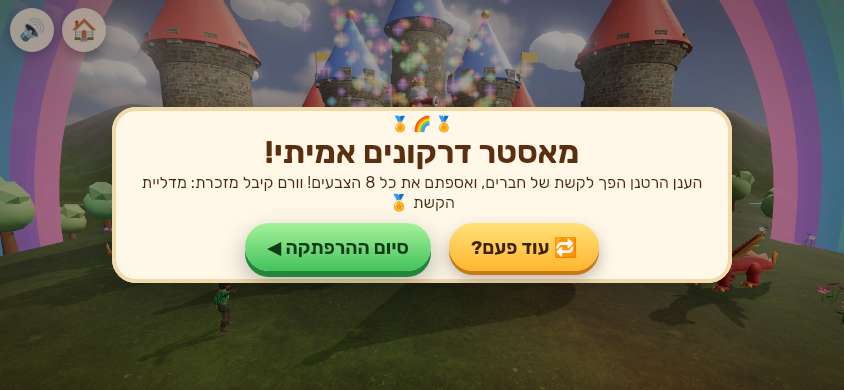 🏅 🌈 🏅
מאסטר דרקונים אמיתי!
הענן הרטנן הפך לקשת של חברים, ואספתם את כל 8 הצבעים! וורם קיבל מזכרת: מדליית
הקשת 🏅
🔁 עוד פעם?
סיום ההרפתקה ◀